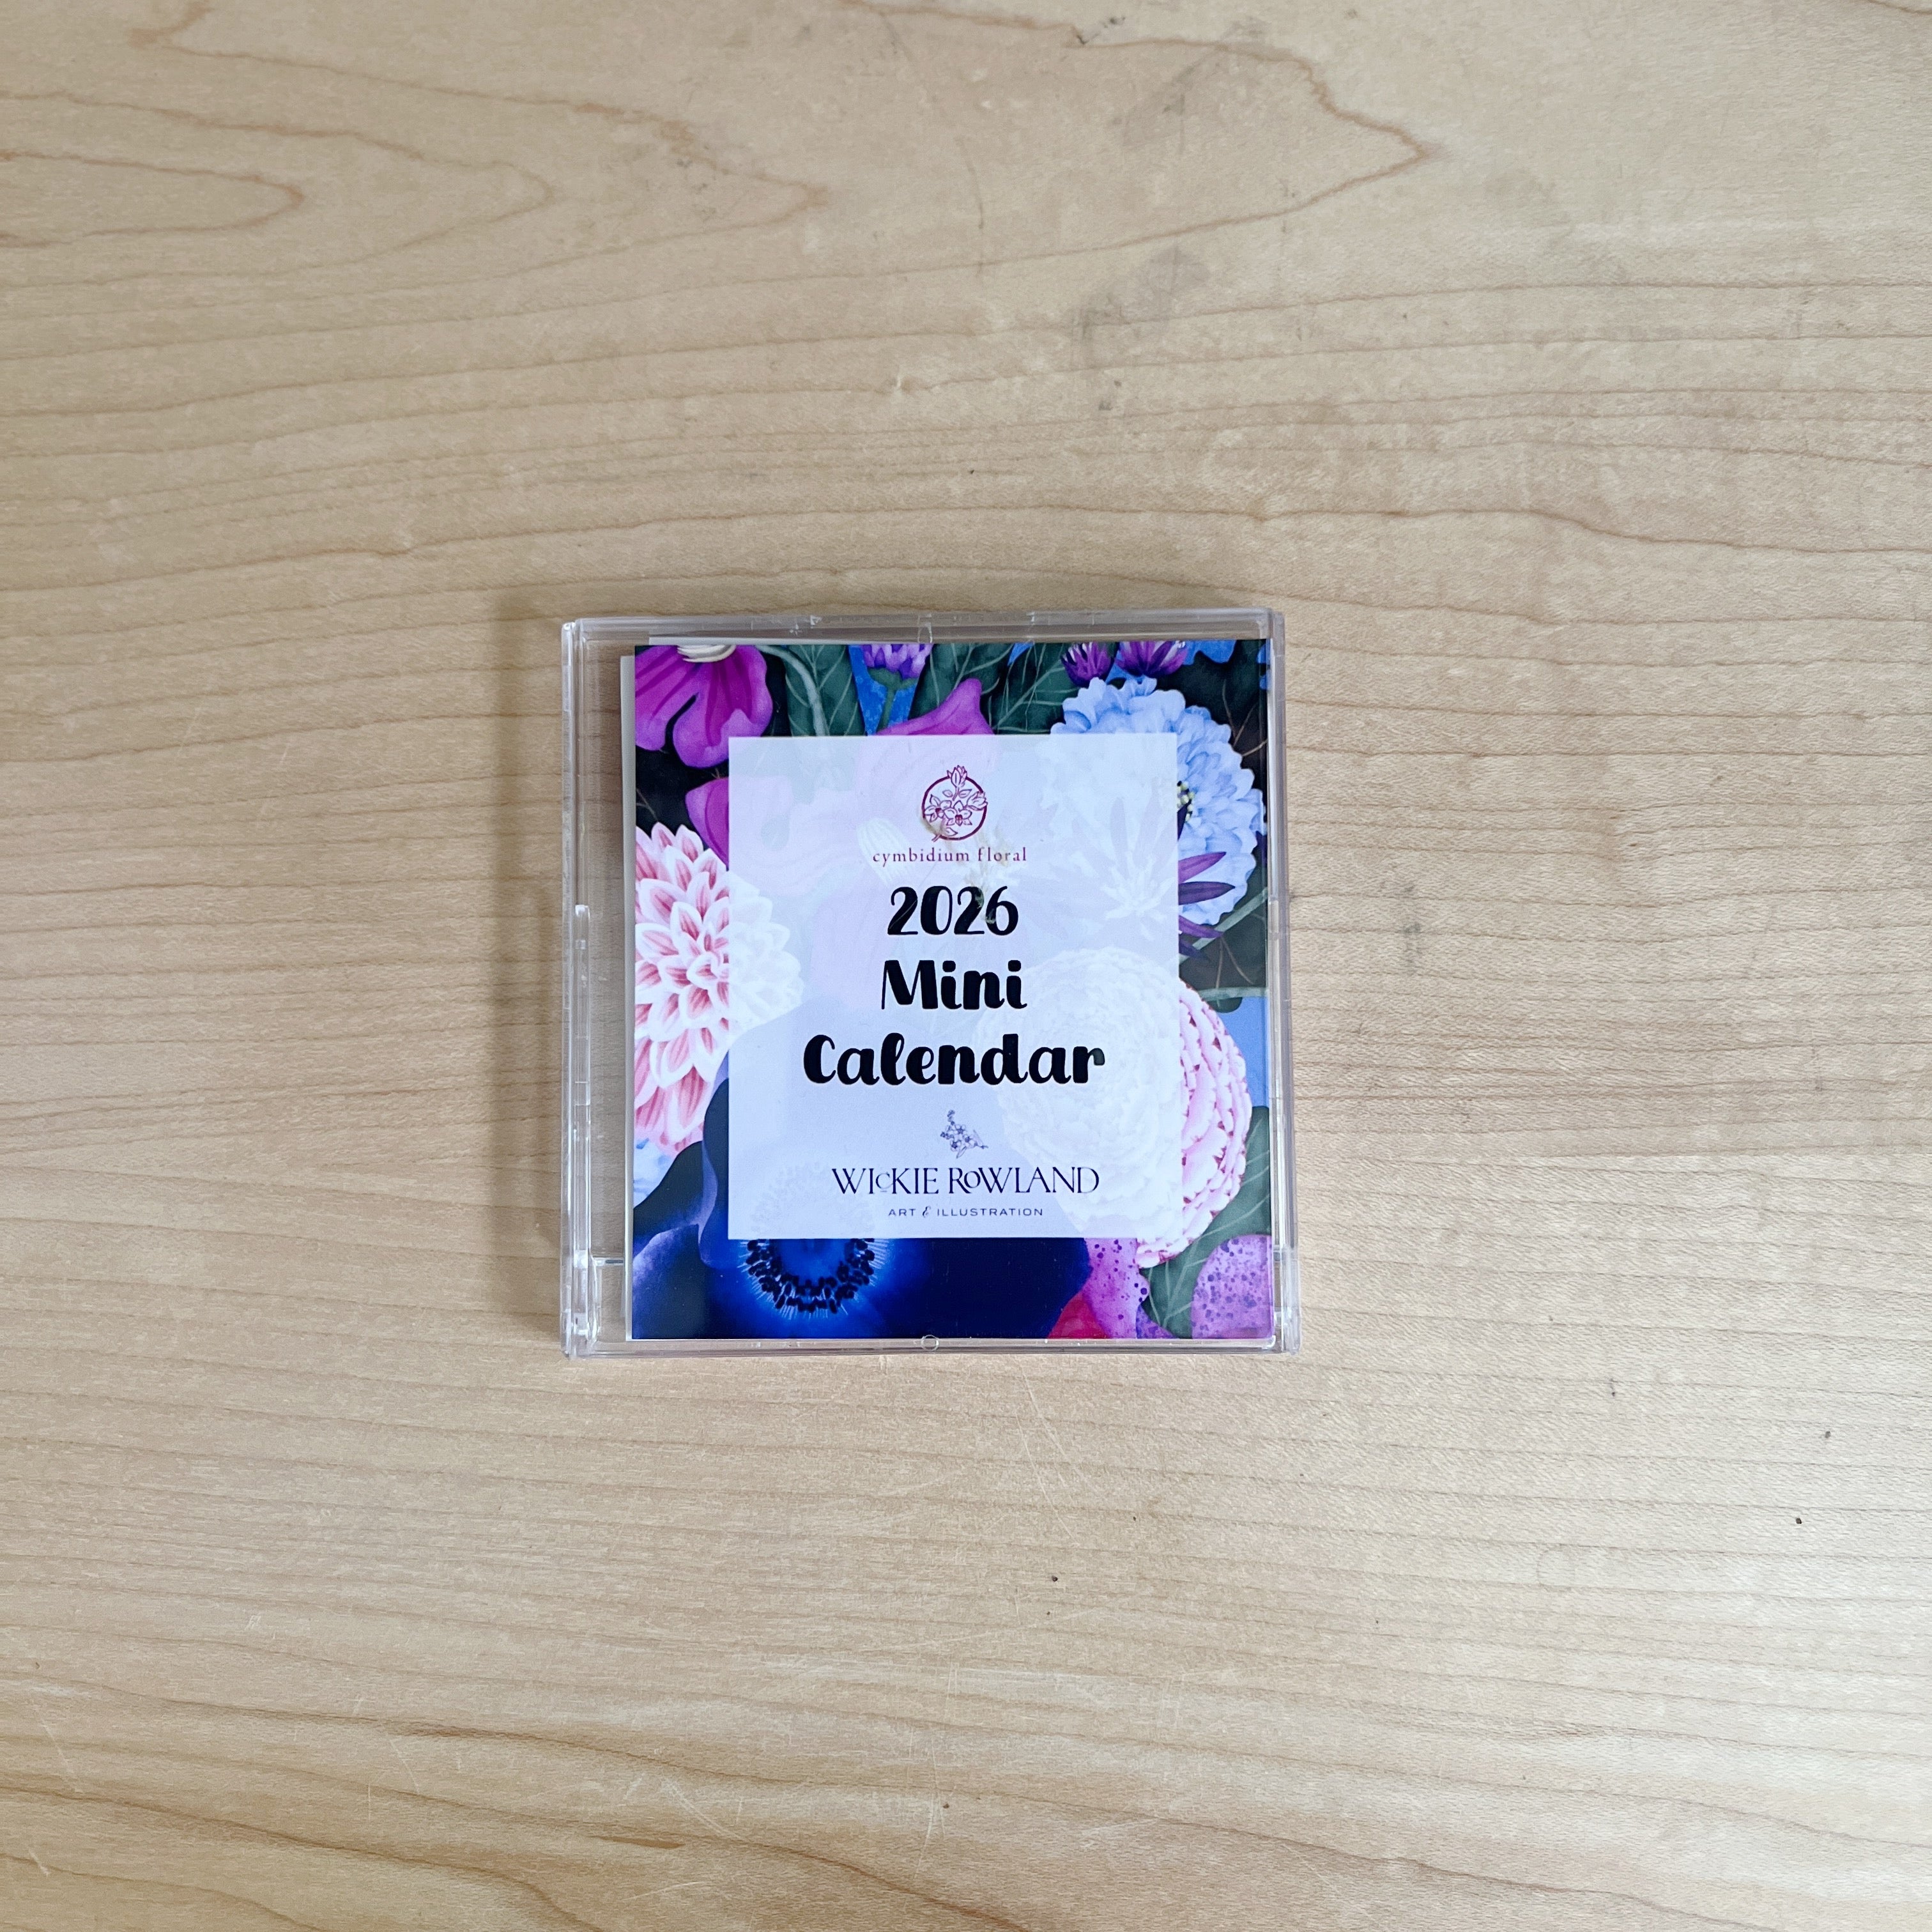 cymbidium floral
2026
Mini
Calendar
WICKIE ROWLAND
ART & ILLUSTRATION